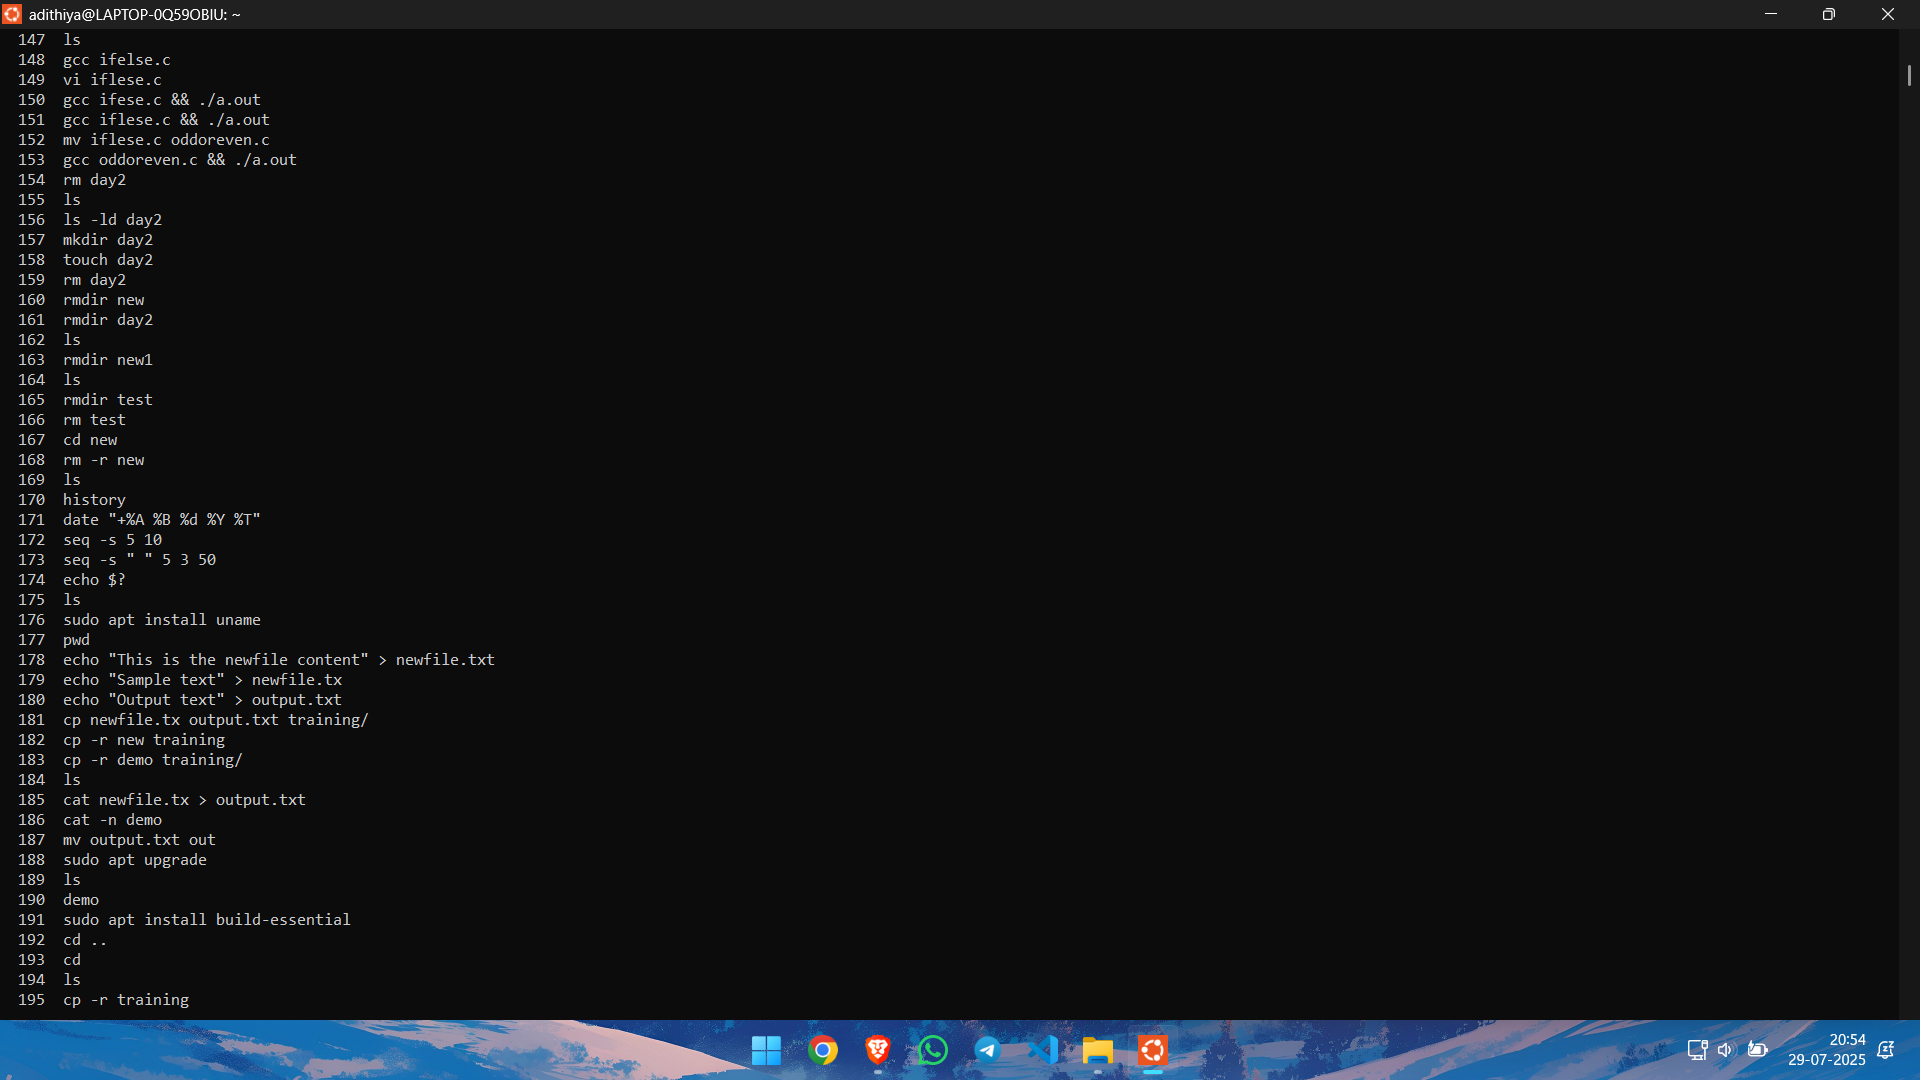 adithiya@LAPTOP-0Q59OBIU: ~
147 ls
148 gcc ifelse.c
149 vi iflese.c
150 gcc ifese.c && ./a.out
151 gcc iflese.c && ./a.out
152 mv iflese.c oddoreven.c
153 gcc oddoreven.c && ./a.out
154 rm day2
155 ls
156 ls -ld day2
157 mkdir day2
158 touch day2
159 rm day2
160 rmdir new
161 rmdir day2
162 ls
163 rmdir new1
164 ls
165 rmdir test
166 rm test
167 cd new
168 rm -r new
169 ls
170 history
171 date "+%A %B %d %Y %T"
172 seq -s 5 10
173 seq -s " " 5 3 50
174 echo $?
175 ls
176 sudo apt install uname
177 pwd
178 echo "This is the newfile content" > newfile.txt
179 echo "Sample text" > newfile.tx
180 echo "Output text" > output.txt
181 cp newfile.tx output.txt training/
182 cp -r new training
183 cp -r demo training/
184 ls
185 cat newfile.tx > output.txt
186 cat -n demo
187 mv output.txt out
188 sudo apt upgrade
189 ls
190 demo
191 sudo apt install build-essential
192 cd ..
193 cd
194 ls
195 cp -r training
20:54
29-07-2025